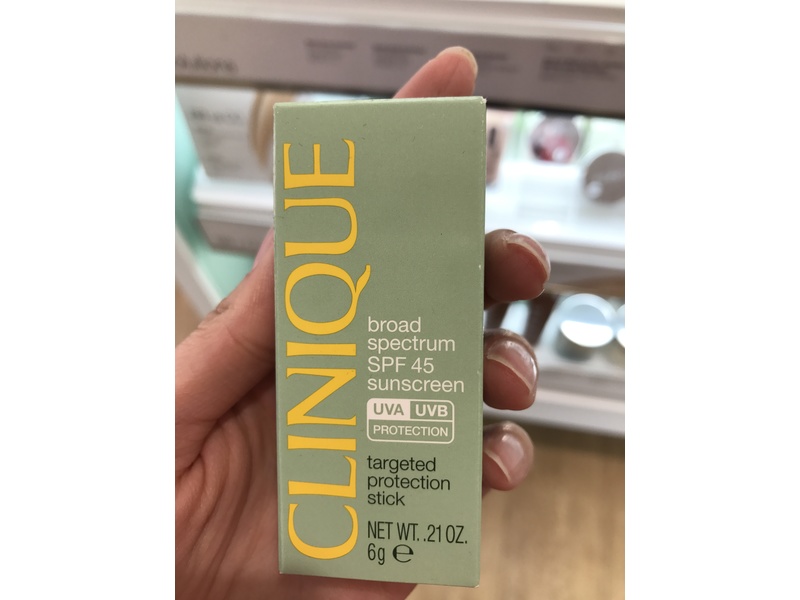 CLINIQUE
broad
spectrum
SPF 45
sunscreen
UVA UVB
PROTECTION
targeted
protection
stick
NET WT. .21 OZ.
6g ℮